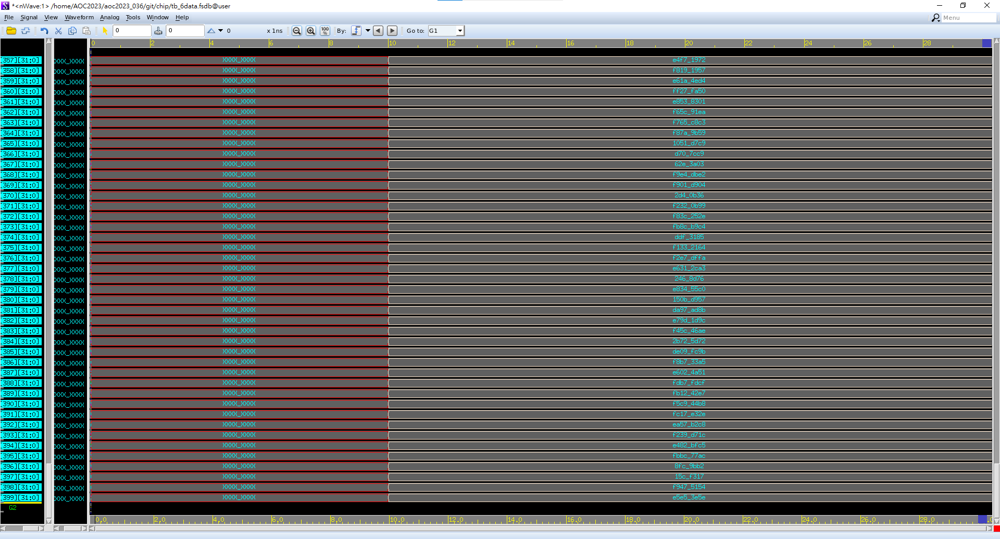 *<nWave:1> /home/AOC2023/aoc2023_036/git/chip/tb_6data.fsdb@user
File Signal View Waveform Analog Tools Window Help Menu
0 0 0 x 1ns 100% By: Go to: G1
0 2 4 6 8 10 12 14 16 18 20 22 24 26 28
[357][31:0] XXX_XXXX XXXX_XXXX e4f7_1972
[358][31:0] XXX_XXXX XXXX_XXXX f819_1957
[359][31:0] XXX_XXXX XXXX_XXXX e61a_4ed4
[360][31:0] XXX_XXXX XXXX_XXXX ff27_fa50
[361][31:0] XXX_XXXX XXXX_XXXX e853_8301
[362][31:0] XXX_XXXX XXXX_XXXX f65c_91ea
[363][31:0] XXX_XXXX XXXX_XXXX f765_c8c3
[364][31:0] XXX_XXXX XXXX_XXXX f87a_9b59
[365][31:0] XXX_XXXX XXXX_XXXX 1051_d7c9
[366][31:0] XXX_XXXX XXXX_XXXX d70_7cc9
[367][31:0] XXX_XXXX XXXX_XXXX 62e_3a03
[368][31:0] XXX_XXXX XXXX_XXXX f9e4_dbe2
[369][31:0] XXX_XXXX XXXX_XXXX f901_d904
[370][31:0] XXX_XXXX XXXX_XXXX 2d4_0b36
[371][31:0] XXX_XXXX XXXX_XXXX f232_0b99
[372][31:0] XXX_XXXX XXXX_XXXX f83c_252e
[373][31:0] XXX_XXXX XXXX_XXXX fb8c_b9c4
[374][31:0] XXX_XXXX XXXX_XXXX ddf_3185
[375][31:0] XXX_XXXX XXXX_XXXX f133_2164
[376][31:0] XXX_XXXX XXXX_XXXX f2e7_dffa
[377][31:0] XXX_XXXX XXXX_XXXX e631_2ca3
[378][31:0] XXX_XXXX XXXX_XXXX 246_8d76
[379][31:0] XXX_XXXX XXXX_XXXX e834_55c0
[380][31:0] XXX_XXXX XXXX_XXXX 150b_d957
[381][31:0] XXX_XXXX XXXX_XXXX da97_ad8b
[382][31:0] XXX_XXXX XXXX_XXXX e79d_1d9c
[383][31:0] XXX_XXXX XXXX_XXXX f45c_46ae
[384][31:0] XXX_XXXX XXXX_XXXX 2b72_5d72
[385][31:0] XXX_XXXX XXXX_XXXX de09_fc9b
[386][31:0] XXX_XXXX XXXX_XXXX f8b7_33a5
[387][31:0] XXX_XXXX XXXX_XXXX e602_4a51
[388][31:0] XXX_XXXX XXXX_XXXX fdb7_fdcf
[389][31:0] XXX_XXXX XXXX_XXXX fb12_42e7
[390][31:0] XXX_XXXX XXXX_XXXX f5c9_44b8
[391][31:0] XXX_XXXX XXXX_XXXX fc17_e32e
[392][31:0] XXX_XXXX XXXX_XXXX ea57_b2c8
[393][31:0] XXX_XXXX XXXX_XXXX f239_d71c
[394][31:0] XXX_XXXX XXXX_XXXX e482_bfc5
[395][31:0] XXX_XXXX XXXX_XXXX fbbc_77ac
[396][31:0] XXX_XXXX XXXX_XXXX 8fc_9bb2
[397][31:0] XXX_XXXX XXXX_XXXX 15c_f317
[398][31:0] XXX_XXXX XXXX_XXXX f947_5154
[399][31:0] XXX_XXXX XXXX_XXXX e5e5_3e5e
G2
0.0 2.0 4.0 6.0 8.0 10.0 12.0 14.0 16.0 18.0 20.0 22.0 24.0 26.0 28.0